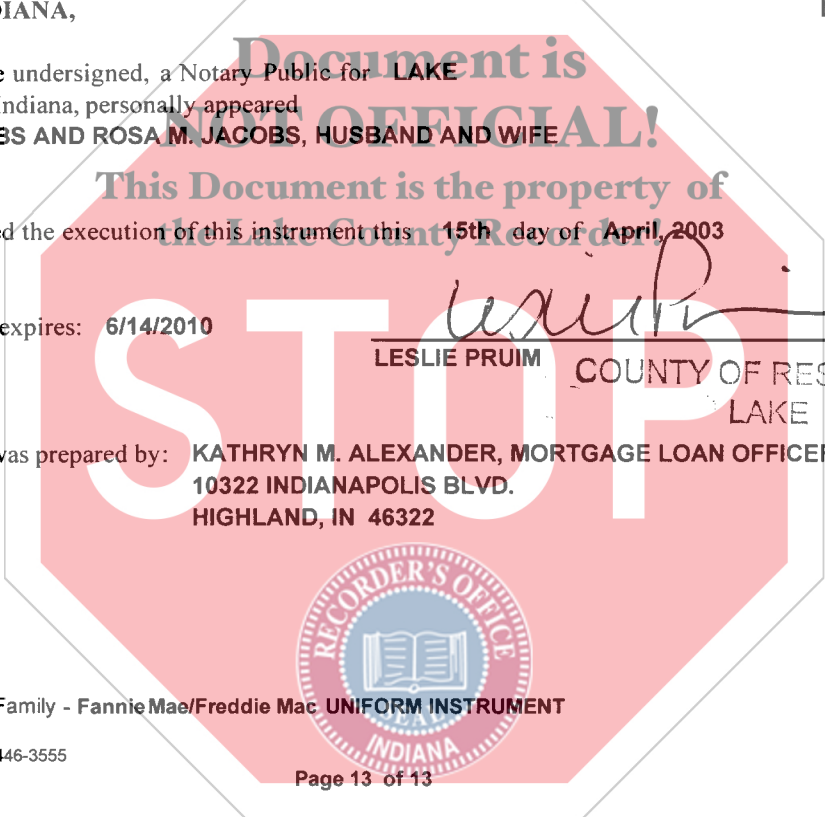 DIANA,
Document is
e undersigned, a Notary Public for LAKE
Indiana, personally appeared
NOT OFFICIAL!
BS AND ROSA M. JACOBS, HUSBAND AND WIFE
This Document is the property of
the Lake County Recorder!
ed the execution of this instrument this 15th day of April, 2003
STOP
expires: 6/14/2010
LESLIE PRUIM
COUNTY OF RES
LAKE
was prepared by: KATHRYN M. ALEXANDER, MORTGAGE LOAN OFFICER
10322 INDIANAPOLIS BLVD.
HIGHLAND, IN 46322
RECORDER'S OFFICE
SEAL
INDIANA
Family - Fannie Mae/Freddie Mac UNIFORM INSTRUMENT
446-3555
Page 13 of 13